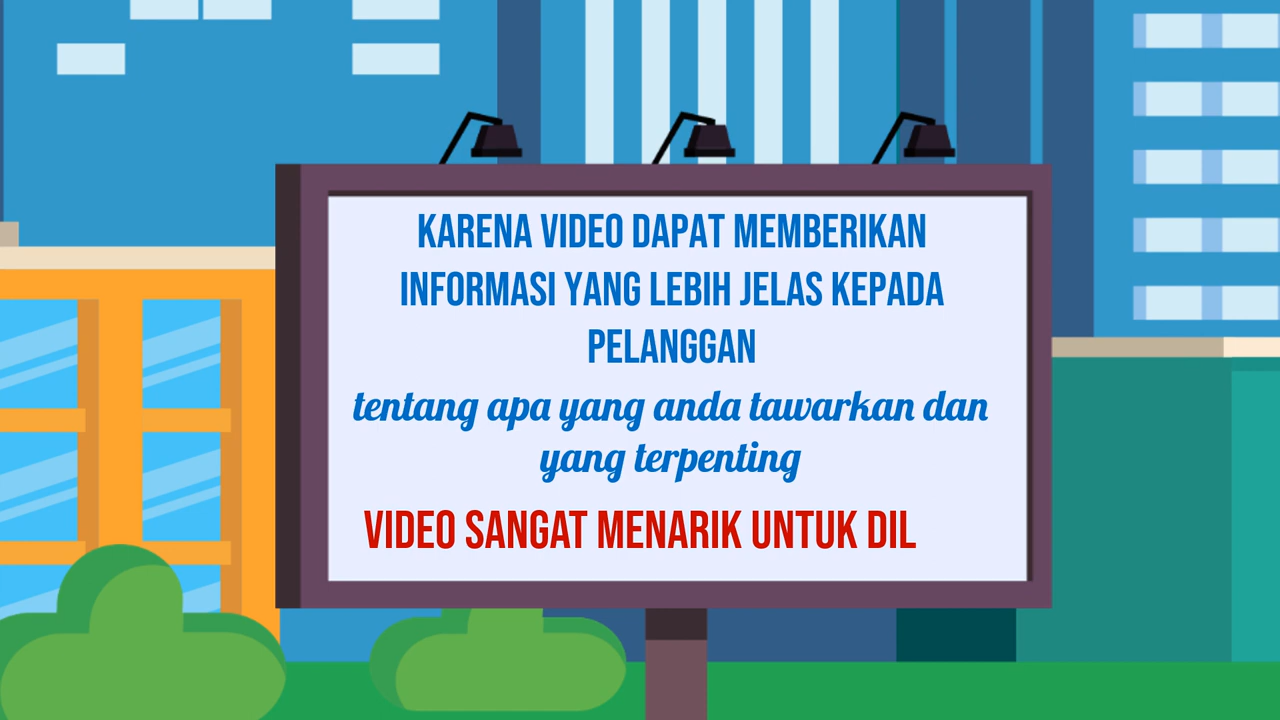 KARENA VIDEO DAPAT MEMBERIKAN
INFORMASI YANG LEBIH JELAS KEPADA
PELANGGAN
tentang apa yang anda tawarkan dan
yang terpenting
VIDEO SANGAT MENARIK UNTUK DIL